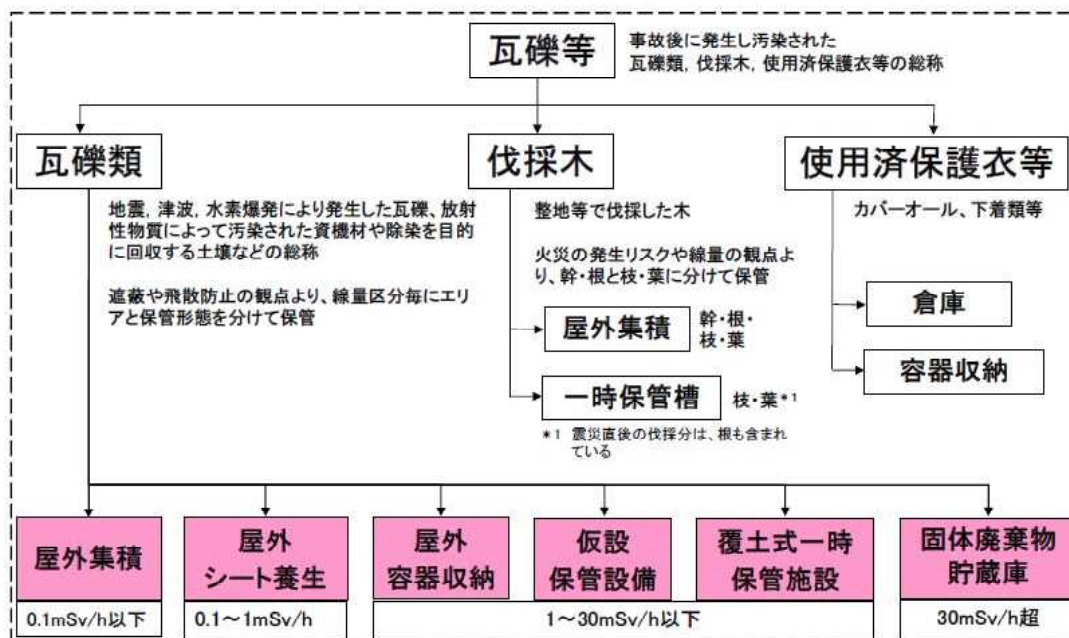 瓦礫等
事故後に発生し汚染された
瓦礫類，伐採木，使用済保護衣等の総称
瓦礫類
伐採木
使用済保護衣等
地震，津波，水素爆発により発生した瓦礫、放射
性物質によって汚染された資機材や除染を目的
に回収する土壌などの総称
遮蔽や飛散防止の観点より、線量区分毎にエリ
アと保管形態を分けて保管
整地等で伐採した木
火災の発生リスクや線量の観点よ
り、幹・根と枝・葉に分けて保管
屋外集積
幹・根・
枝・葉
一時保管槽
枝・葉＊1
＊1 震災直後の伐採分は、根も含まれ
ている
カバーオール、下着類等
倉庫
容器収納
屋外集積
屋外
シート養生
屋外
容器収納
仮設
保管設備
覆土式一時
保管施設
固体廃棄物
貯蔵庫
0.1mSv/h以下
0.1～1mSv/h
1～30mSv/h以下
30mSv/h超